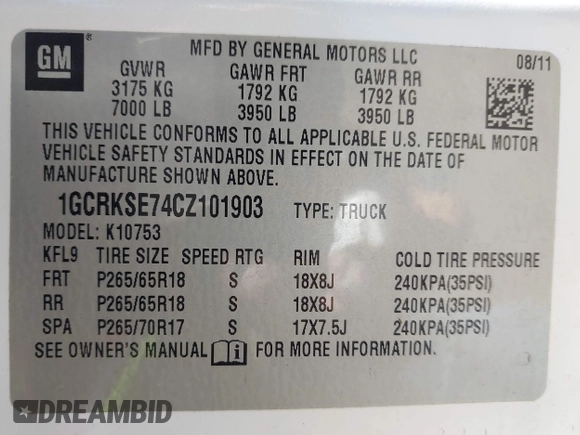 GM ®
MFD BY GENERAL MOTORS LLC 08/11
GVWR GAWR FRT GAWR RR
3175 KG 1792 KG 1792 KG
7000 LB 3950 LB 3950 LB
THIS VEHICLE CONFORMS TO ALL APPLICABLE U.S. FEDERAL MOTOR
VEHICLE SAFETY STANDARDS IN EFFECT ON THE DATE OF
MANUFACTURE SHOWN ABOVE.
1GCRKSE74CZ101903 TYPE: TRUCK
MODEL: K10753
KFL9 TIRE SIZE SPEED RTG RIM COLD TIRE PRESSURE
FRT P265/65R18 S 18X8J 240KPA(35PSI)
RR P265/65R18 S 18X8J 240KPA(35PSI)
SPA P265/70R17 S 17X7.5J 240KPA(35PSI)
SEE OWNER'S MANUAL FOR MORE INFORMATION.
DREAMBID